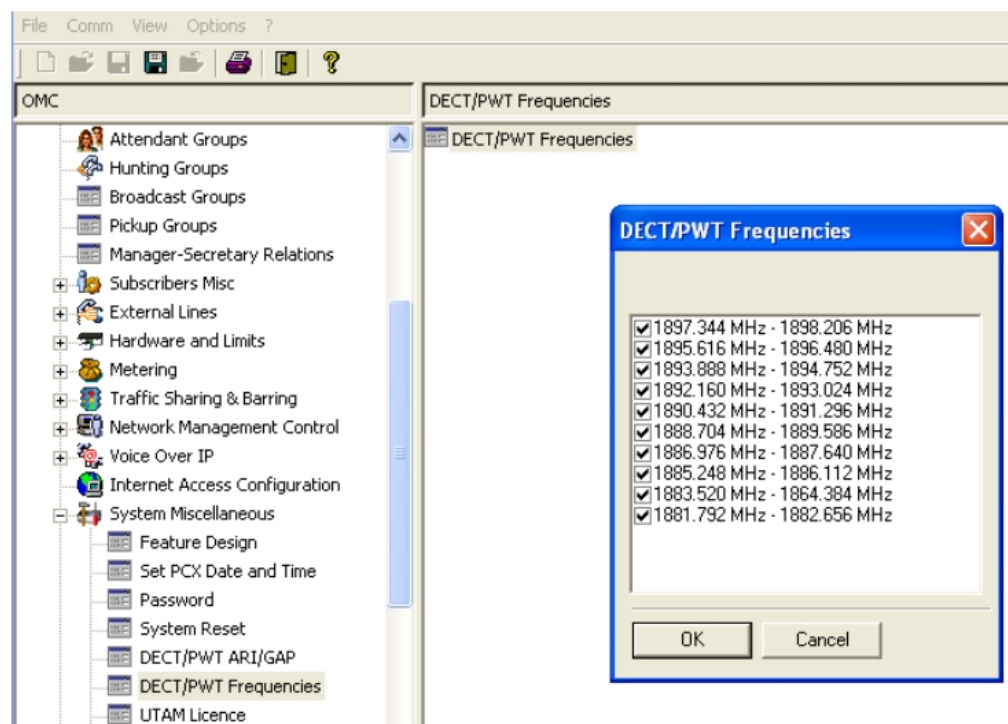 File Comm View Options ?
OMC
DECT/PWT Frequencies
Attendant Groups
Hunting Groups
Broadcast Groups
Pickup Groups
Manager-Secretary Relations
Subscribers Misc
External Lines
Hardware and Limits
Metering
Traffic Sharing & Barring
Network Management Control
Voice Over IP
Internet Access Configuration
System Miscellaneous
Feature Design
Set PCX Date and Time
Password
System Reset
DECT/PWT ARI/GAP
DECT/PWT Frequencies
UTAM Licence
DECT/PWT Frequencies
DECT/PWT Frequencies
1897.344 MHz - 1898.206 MHz
1895.616 MHz - 1896.480 MHz
1893.888 MHz - 1894.752 MHz
1892.160 MHz - 1893.024 MHz
1890.432 MHz - 1891.296 MHz
1888.704 MHz - 1889.586 MHz
1886.976 MHz - 1887.640 MHz
1885.248 MHz - 1886.112 MHz
1883.520 MHz - 1864.384 MHz
1881.792 MHz - 1882.656 MHz
OK
Cancel